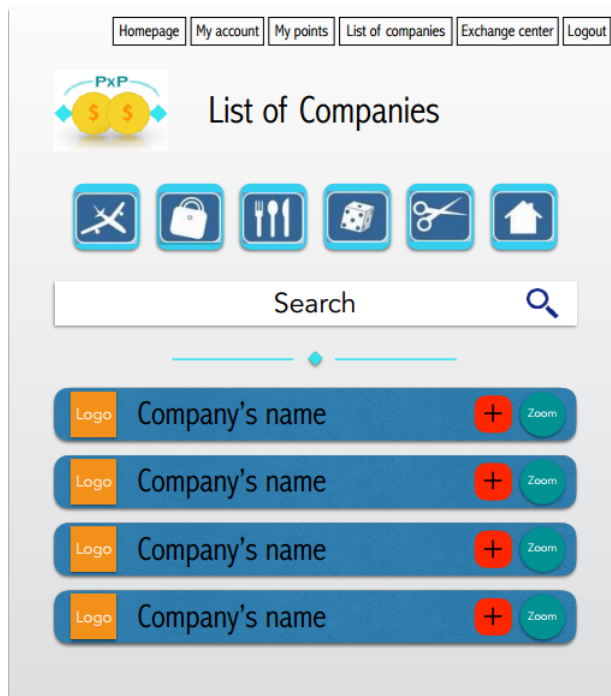 Homepage My account My points List of companies Exchange center Logout
PxP
$ $
List of Companies
Search
Logo Company's name + Zoom
Logo Company's name + Zoom
Logo Company's name + Zoom
Logo Company's name + Zoom